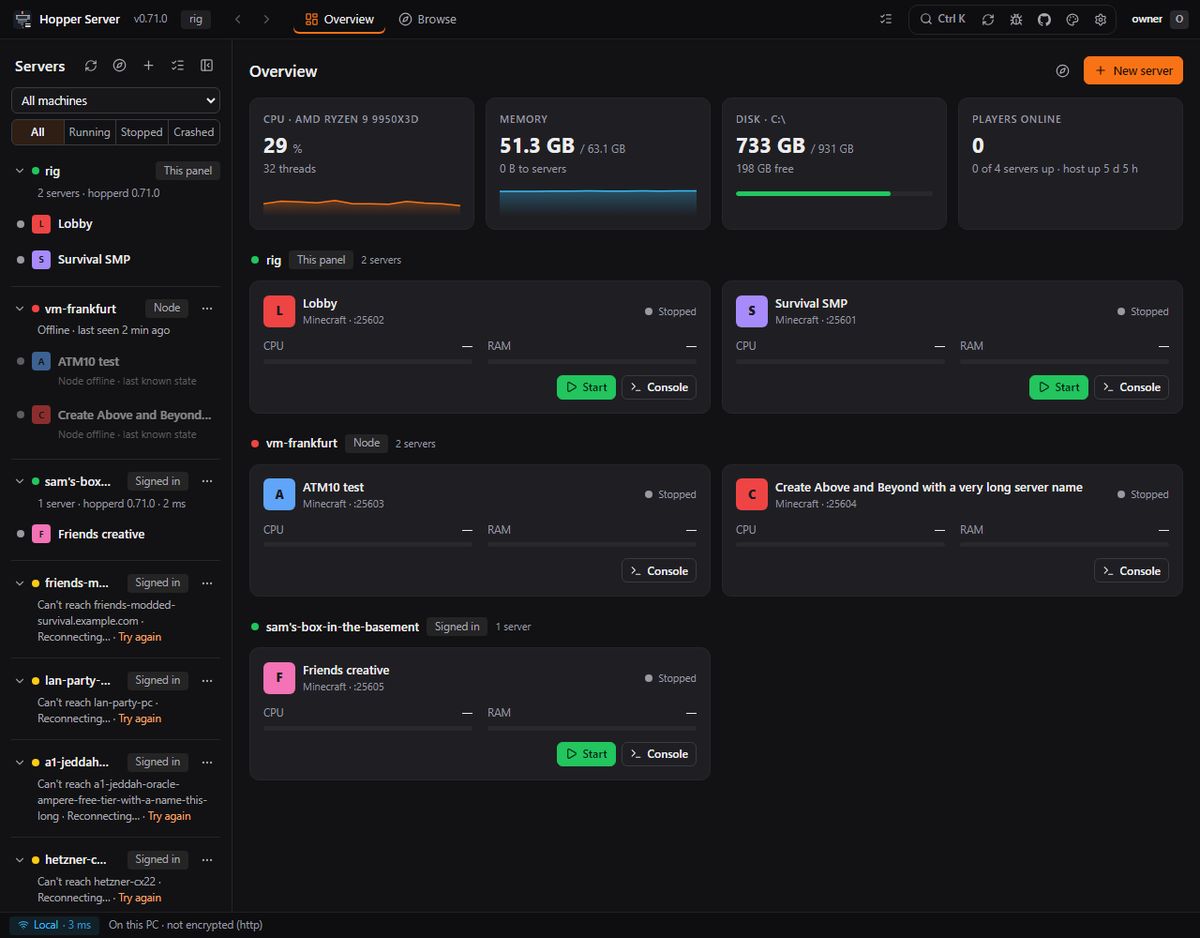 Hopper Server v0.71.0 rig
Overview Browse
Ctrl K
owner O
Servers
All machines
All Running Stopped Crashed
rig This panel
2 servers · hopperd 0.71.0
L Lobby
S Survival SMP
vm-frankfurt Node
Offline · last seen 2 min ago
A ATM10 test
Node offline · last known state
C Create Above and Beyond...
Node offline · last known state
sam's-box... Signed in
1 server · hopperd 0.71.0 · 2 ms
F Friends creative
friends-m... Signed in
Can't reach friends-modded-
survival.example.com ·
Reconnecting... · Try again
lan-party-... Signed in
Can't reach lan-party-pc ·
Reconnecting... · Try again
a1-jeddah... Signed in
Can't reach a1-jeddah-oracle-
ampere-free-tier-with-a-name-this-
long · Reconnecting... · Try again
hetzner-c... Signed in
Can't reach hetzner-cx22 ·
Reconnecting... · Try again
Overview
+ New server
CPU · AMD RYZEN 9 9950X3D
29 %
32 threads
MEMORY
51.3 GB / 63.1 GB
0 B to servers
DISK · C:\
733 GB / 931 GB
198 GB free
PLAYERS ONLINE
0
0 of 4 servers up · host up 5 d 5 h
rig This panel 2 servers
L Lobby
Minecraft · :25602
Stopped
CPU — RAM —
Start Console
S Survival SMP
Minecraft · :25601
Stopped
CPU — RAM —
Start Console
vm-frankfurt Node 2 servers
A ATM10 test
Minecraft · :25603
Stopped
CPU — RAM —
Console
C Create Above and Beyond with a very long server name
Minecraft · :25604
Stopped
CPU — RAM —
Console
sam's-box-in-the-basement Signed in 1 server
F Friends creative
Minecraft · :25605
Stopped
CPU — RAM —
Start Console
Local · 3 ms On this PC · not encrypted (http)